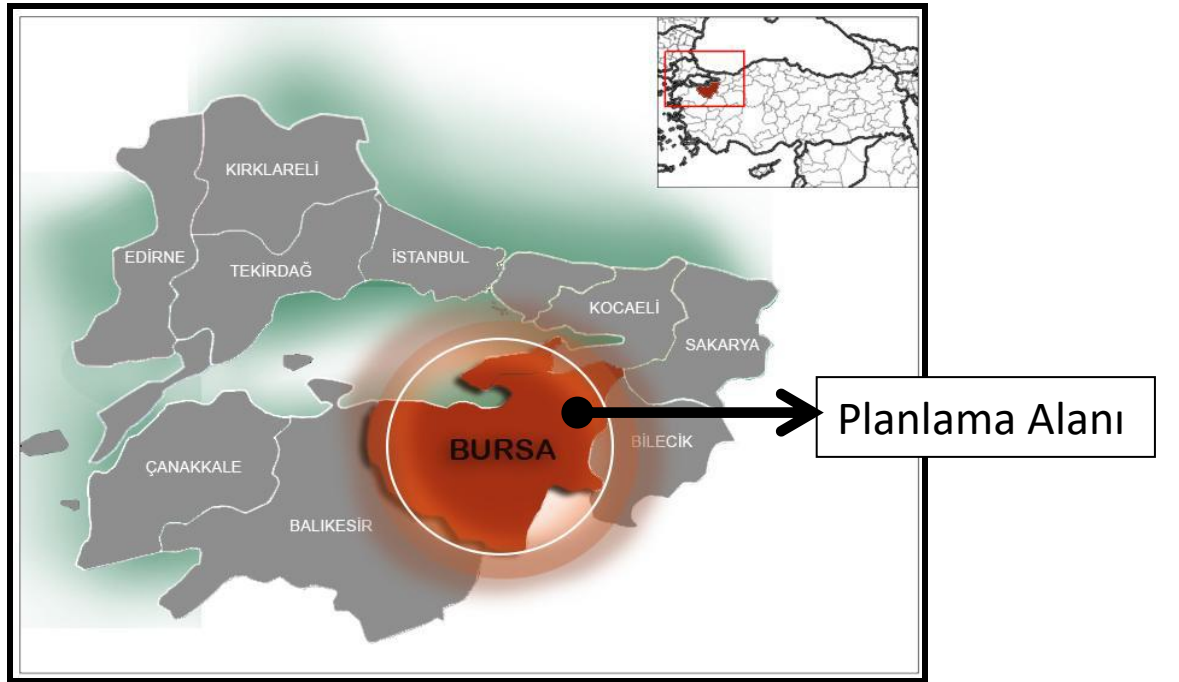 KIRKLARELİ
EDİRNE
TEKİRDAĞ
İSTANBUL
KOCAELİ
SAKARYA
Planlama Alanı
BURSA
BİLECİK
ÇANAKKALE
BALIKESİR